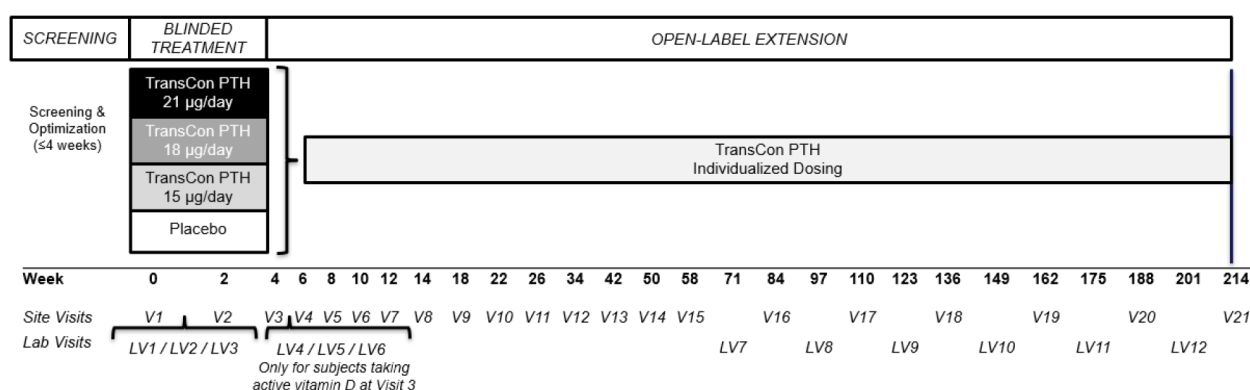 SCREENING
BLINDED
TREATMENT
OPEN-LABEL EXTENSION
Screening &
Optimization
(≤4 weeks)
TransCon PTH
21 µg/day
TransCon PTH
18 µg/day
TransCon PTH
15 µg/day
Placebo
TransCon PTH
Individualized Dosing
Week 0 2 4 6 8 10 12 14 18 22 26 34 42 50 58 71 84 97 110 123 136 149 162 175 188 201 214
Site Visits V1 V2 V3 V4 V5 V6 V7 V8 V9 V10 V11 V12 V13 V14 V15 V16 V17 V18 V19 V20 V21
Lab Visits LV1 / LV2 / LV3 LV4 / LV5 / LV6 LV7 LV8 LV9 LV10 LV11 LV12
Only for subjects taking
active vitamin D at Visit 3